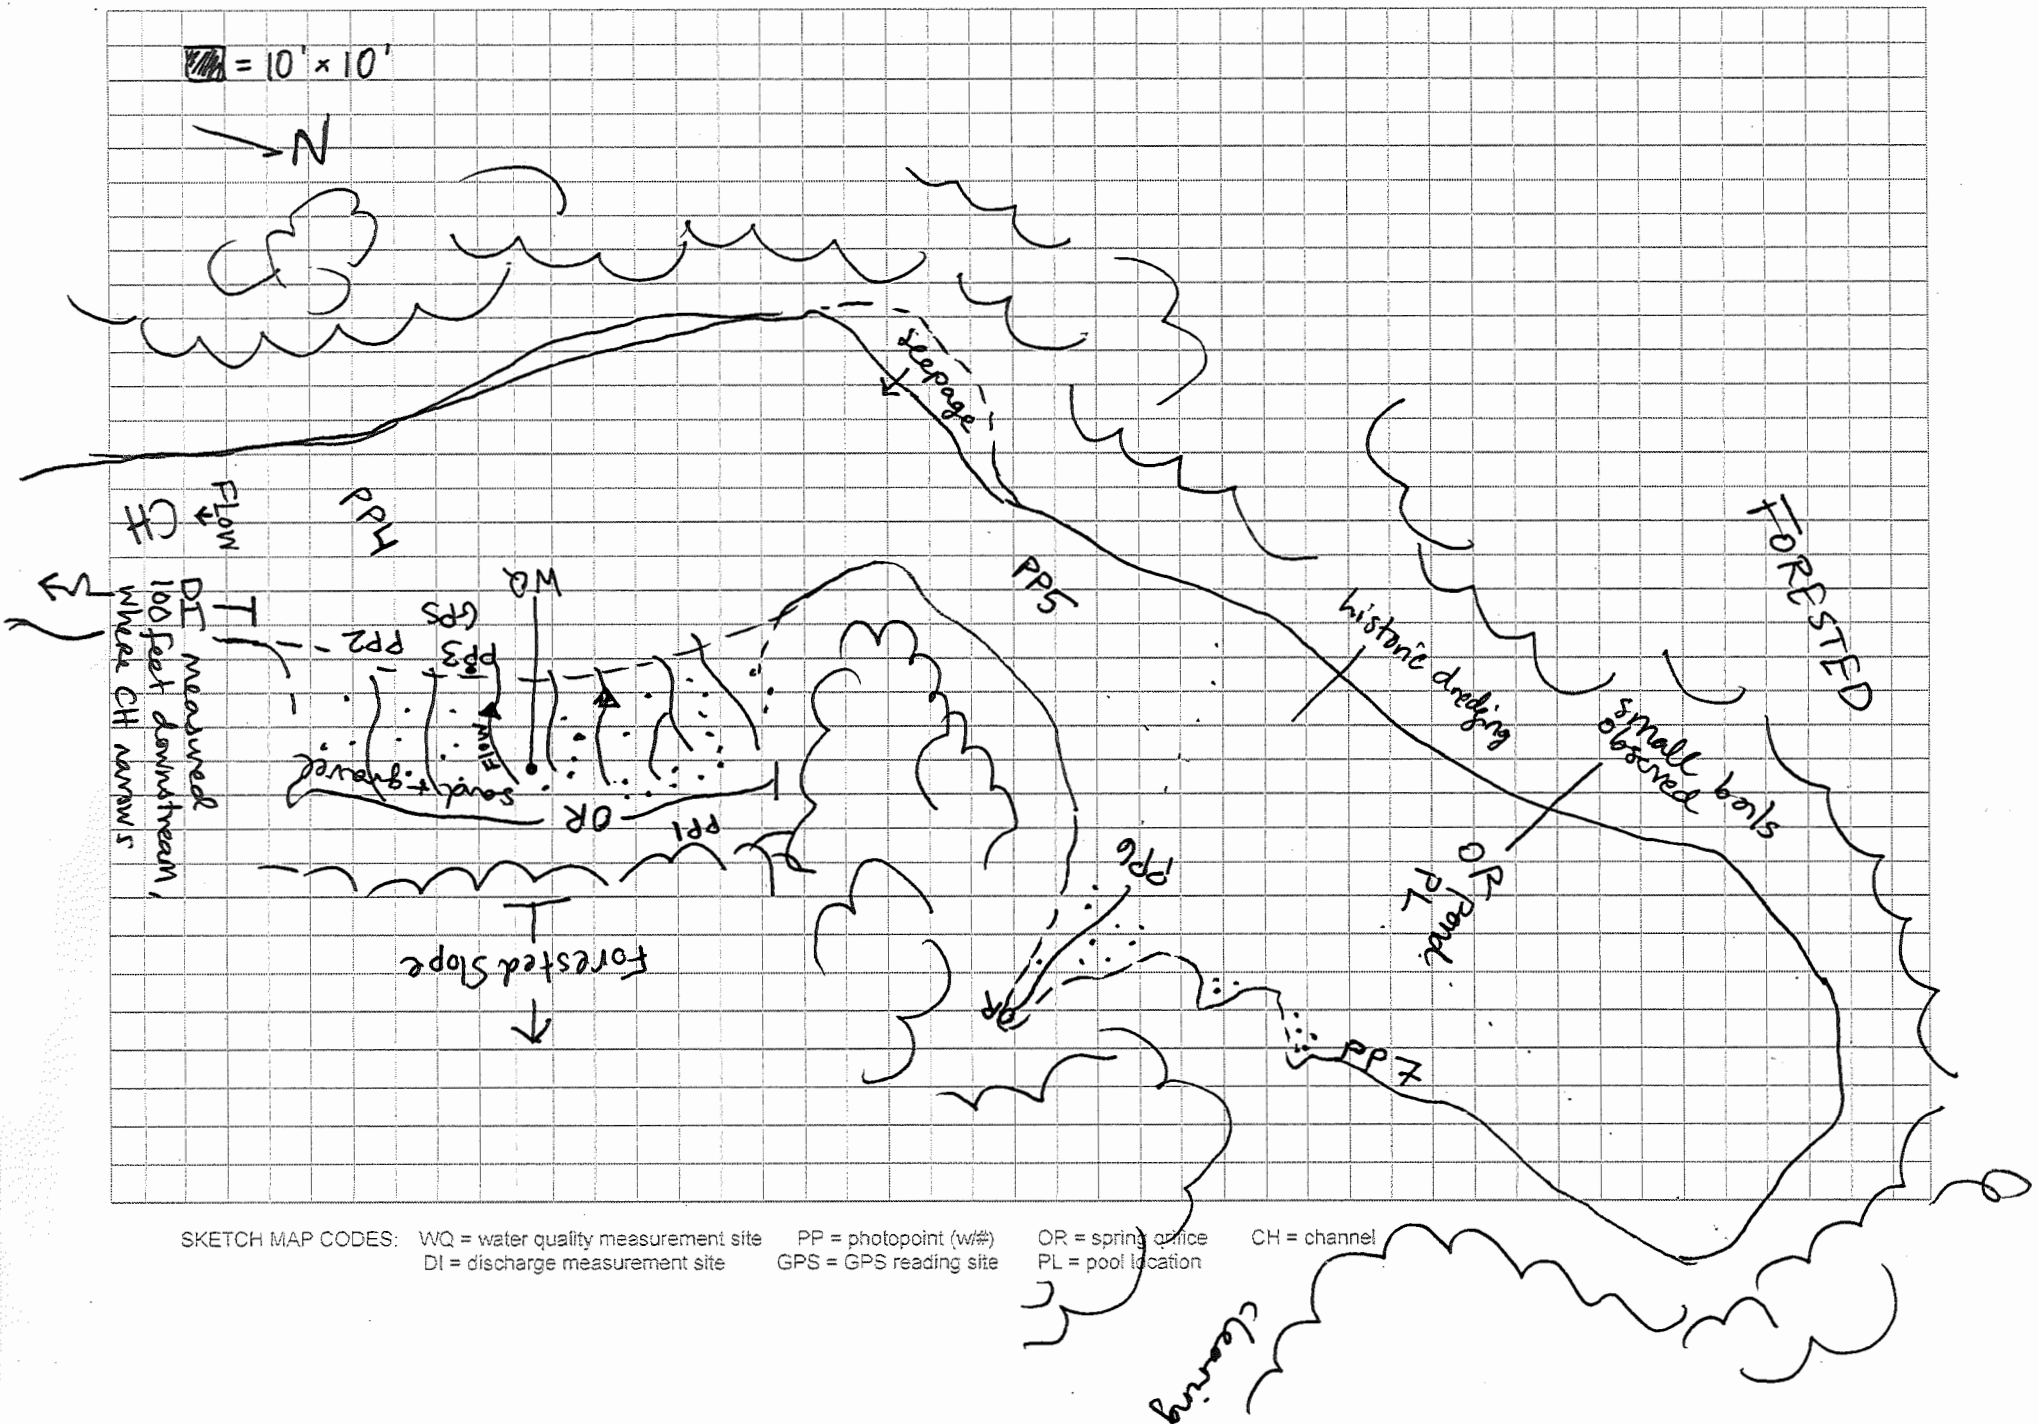 = 10' × 10'
N
seepage
FORESTED
CH
FLOW
PP4
WQ
PP5
historic dredging
small boils
observed
DI measured
100 feet downstream,
where CH narrows
PP2
GPS
PP3
Flow
sand + gravel
OR
PP1
PP6
OR pond
PL
Forested Slope
OR
PP7
SKETCH MAP CODES: WQ = water quality measurement site PP = photopoint (w/#) OR = spring orifice CH = channel
DI = discharge measurement site GPS = GPS reading site PL = pool location
clearing